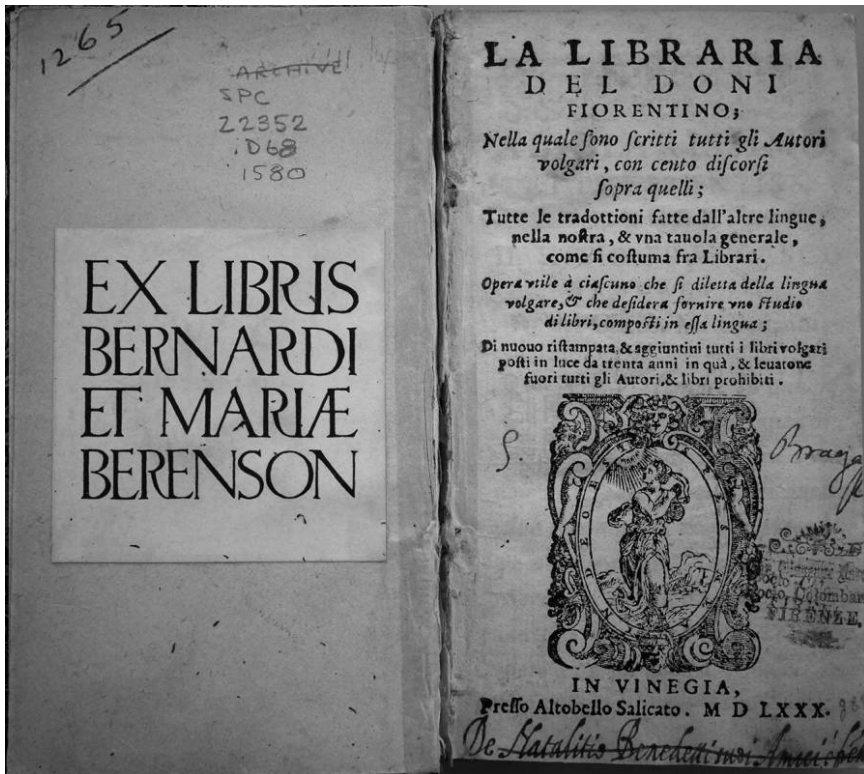 1265
ARCHIVE
SPC
Z2352
.D68
1580
EX LIBRIS
BERNARDI
ET MARIÆ
BERENSON
LA LIBRARIA
DEL DONI
FIORENTINO;
Nella quale ſono ſcritti tutti gli Autori
volgari, con cento diſcorſi
ſopra quelli;
Tutte le tradottioni fatte dall'altre lingue,
nella noſtra, & vna tauola generale,
come ſi coſtuma fra Librari.
Opera vtile à ciaſcuno che ſi diletta della lingua
volgare, & che deſidera fornire vno ſtudio
di libri, compoſti in eſſa lingua;
Di nuouo riſtampata, & aggiuntini tutti i libri volgari
poſti in luce da trenta anni in quà, & leuatone
fuori tutti gli Autori, & libri prohibiti.
IN VINEGIA,
Preſſo Altobello Salicato. M D LXXX.
FIRENZE.
De Natalitio Benedetti